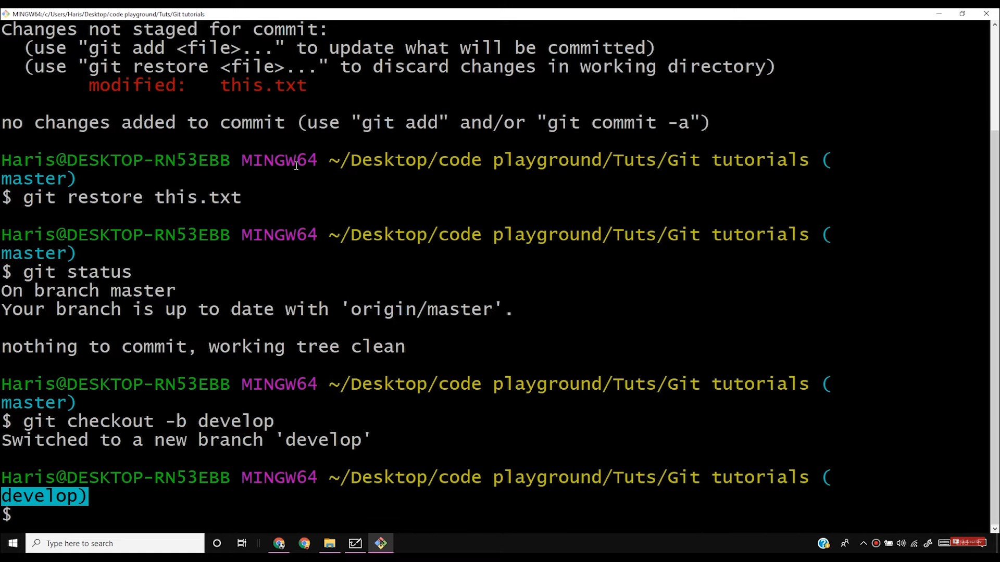 MINGW64:/c/Users/Haris/Desktop/code playground/Tuts/Git tutorials
Changes not staged for commit:
  (use "git add <file>..." to update what will be committed)
  (use "git restore <file>..." to discard changes in working directory)
        modified:   this.txt

no changes added to commit (use "git add" and/or "git commit -a")

Haris@DESKTOP-RN53EBB MINGW64 ~/Desktop/code playground/Tuts/Git tutorials (
master)
$ git restore this.txt

Haris@DESKTOP-RN53EBB MINGW64 ~/Desktop/code playground/Tuts/Git tutorials (
master)
$ git status
On branch master
Your branch is up to date with 'origin/master'.

nothing to commit, working tree clean

Haris@DESKTOP-RN53EBB MINGW64 ~/Desktop/code playground/Tuts/Git tutorials (
master)
$ git checkout -b develop
Switched to a new branch 'develop'

Haris@DESKTOP-RN53EBB MINGW64 ~/Desktop/code playground/Tuts/Git tutorials (
develop)
$
Type here to search
Subscribe